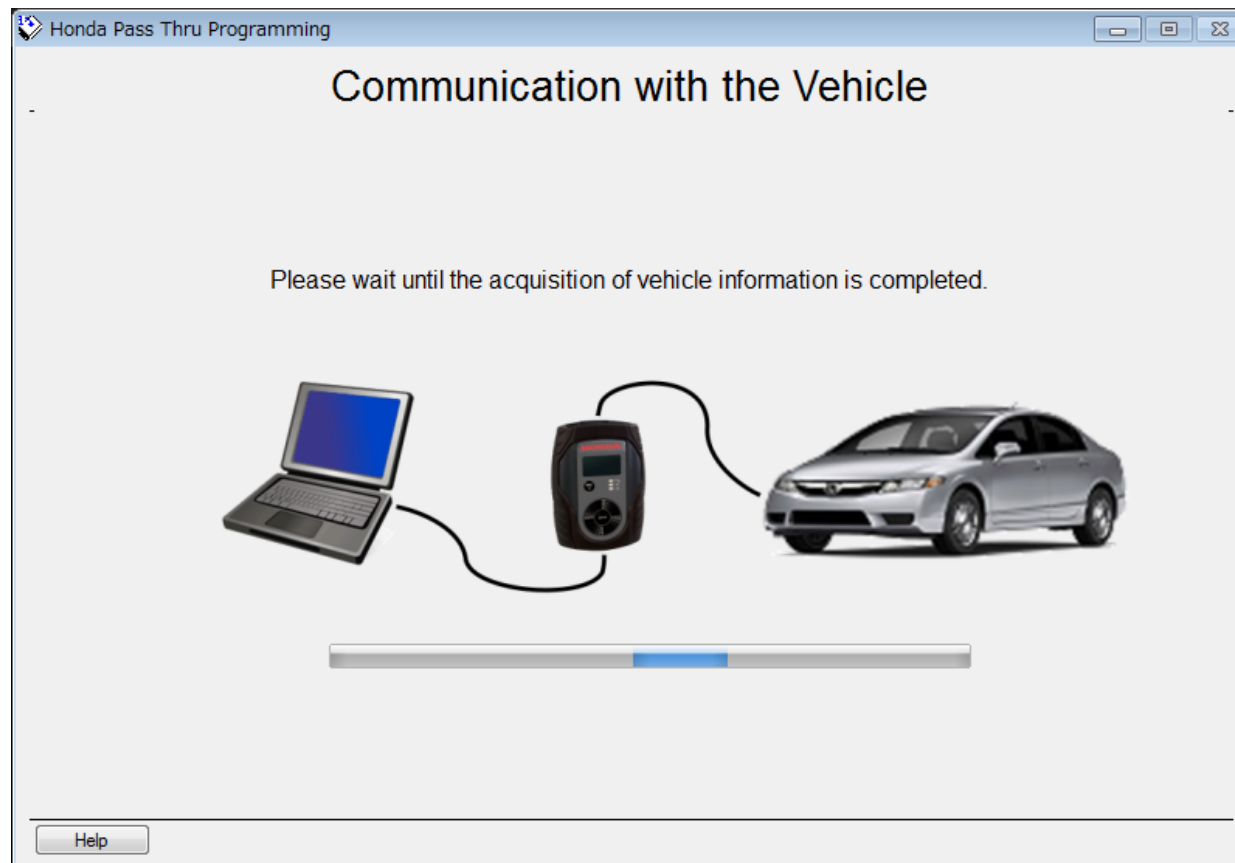 Honda Pass Thru Programming
Communication with the Vehicle
Please wait until the acquisition of vehicle information is completed.
Help